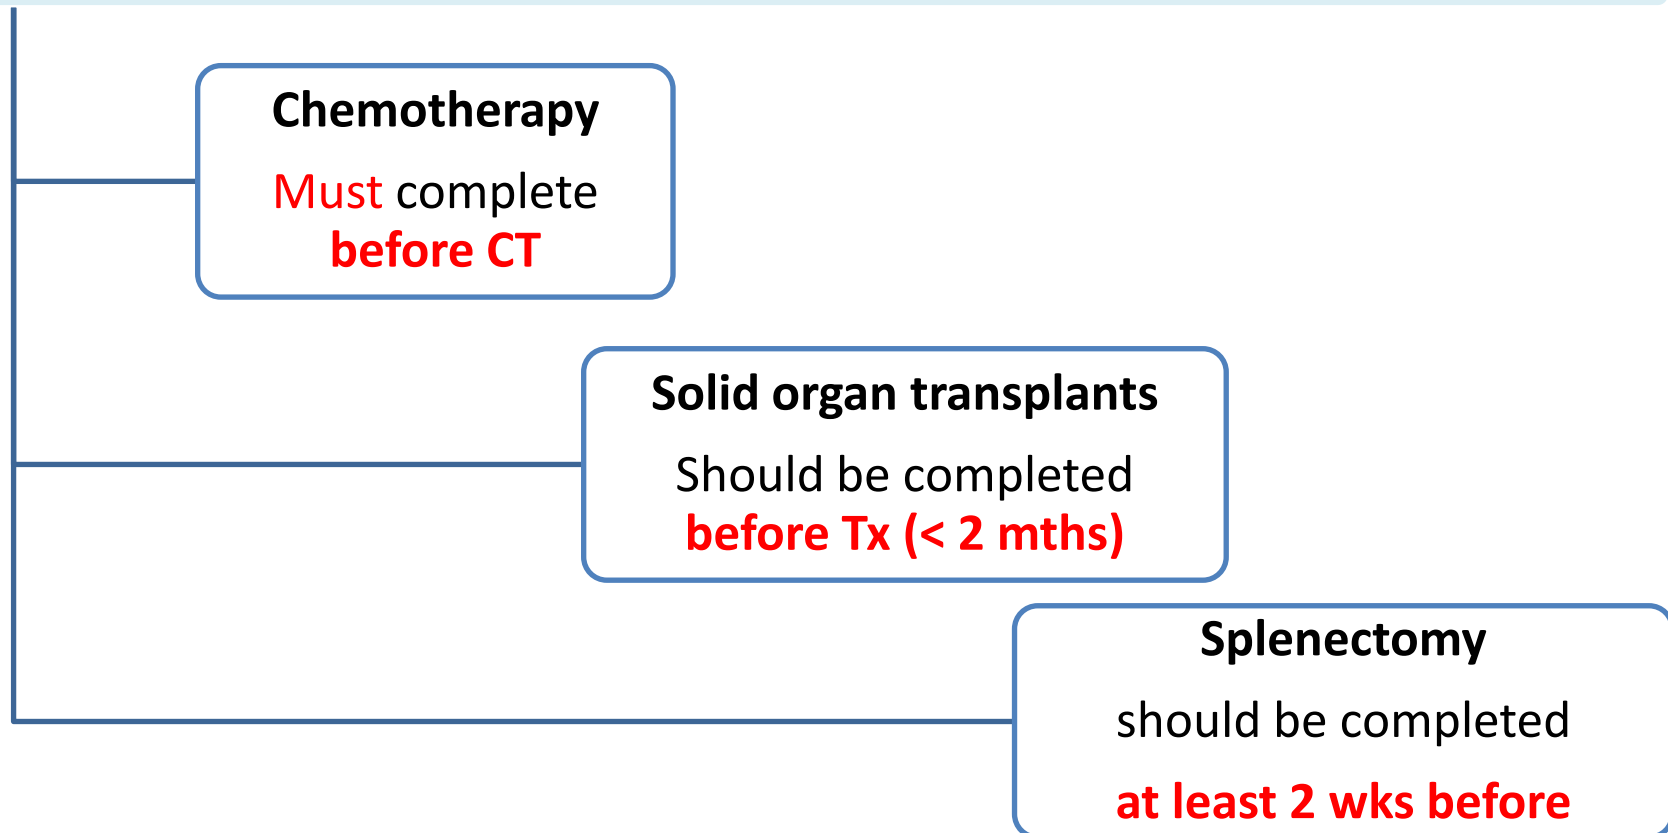 Chemotherapy
Must complete
before CT
Solid organ transplants
Should be completed
before Tx (< 2 mths)
Splenectomy
should be completed
at least 2 wks before